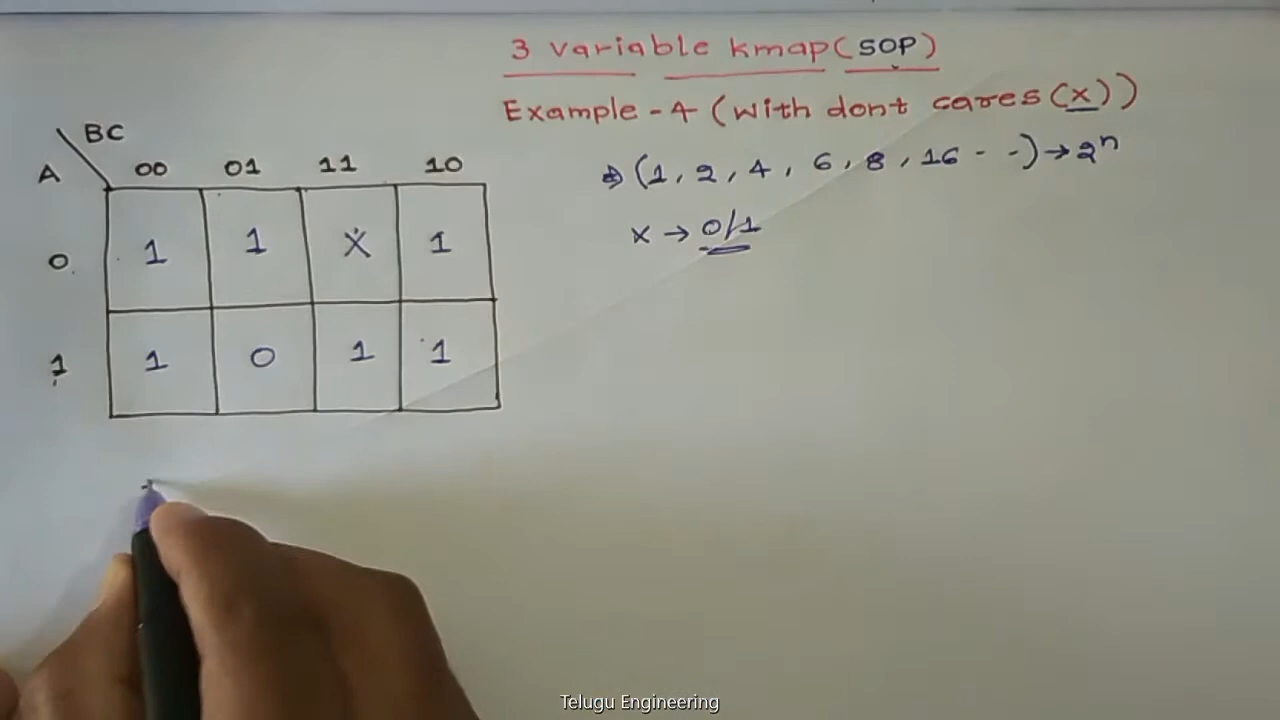 3 variable kmap(SOP)
Example-4 (with dont cares(x))
⇒ (1, 2, 4, 6, 8, 16 - -) → 2ⁿ
x → 0/1
BC
A
00 01 11 10
0 1 1 X 1
1 1 0 1 1
Telugu Engineering